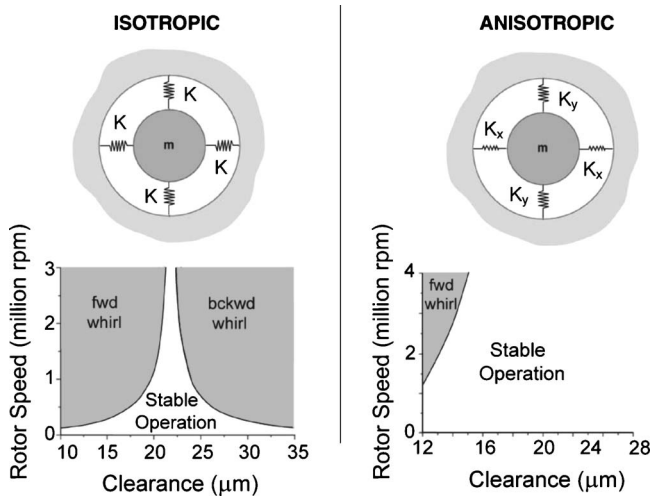 ISOTROPIC
K
K
m
K
K
Rotor Speed (million rpm)
3
2
1
0
fwd
whirl
bckwd
whirl
Stable
Operation
10 15 20 25 30 35
Clearance (μm)
ANISOTROPIC
Ky
Kx
m
Kx
Ky
Rotor Speed (million rpm)
4
2
0
fwd
whirl
Stable
Operation
12 16 20 24 28
Clearance (μm)